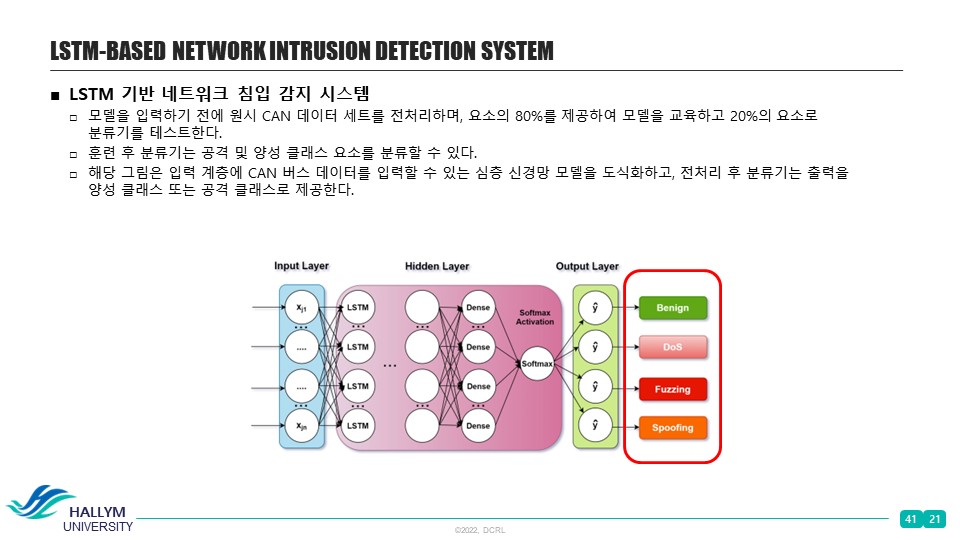 LSTM-BASED NETWORK INTRUSION DETECTION SYSTEM
■ LSTM 기반 네트워크 침입 감지 시스템
□ 모델을 입력하기 전에 원시 CAN 데이터 세트를 전처리하며, 요소의 80%를 제공하여 모델을 교육하고 20%의 요소로
분류기를 테스트한다.
□ 훈련 후 분류기는 공격 및 양성 클래스 요소를 분류할 수 있다.
□ 해당 그림은 입력 계층에 CAN 버스 데이터를 입력할 수 있는 심층 신경망 모델을 도식화하고, 전처리 후 분류기는 출력을
양성 클래스 또는 공격 클래스로 제공한다.
Input Layer Hidden Layer Output Layer
Softmax
Activation
xj1 LSTM Dense ŷ Benign
... ... ...
.... LSTM Dense ŷ DoS
... Softmax
.... LSTM Dense ŷ Fuzzing
... ... ...
xjn LSTM Dense ŷ Spoofing
HALLYM
UNIVERSITY
©2022, DCRL
41 21